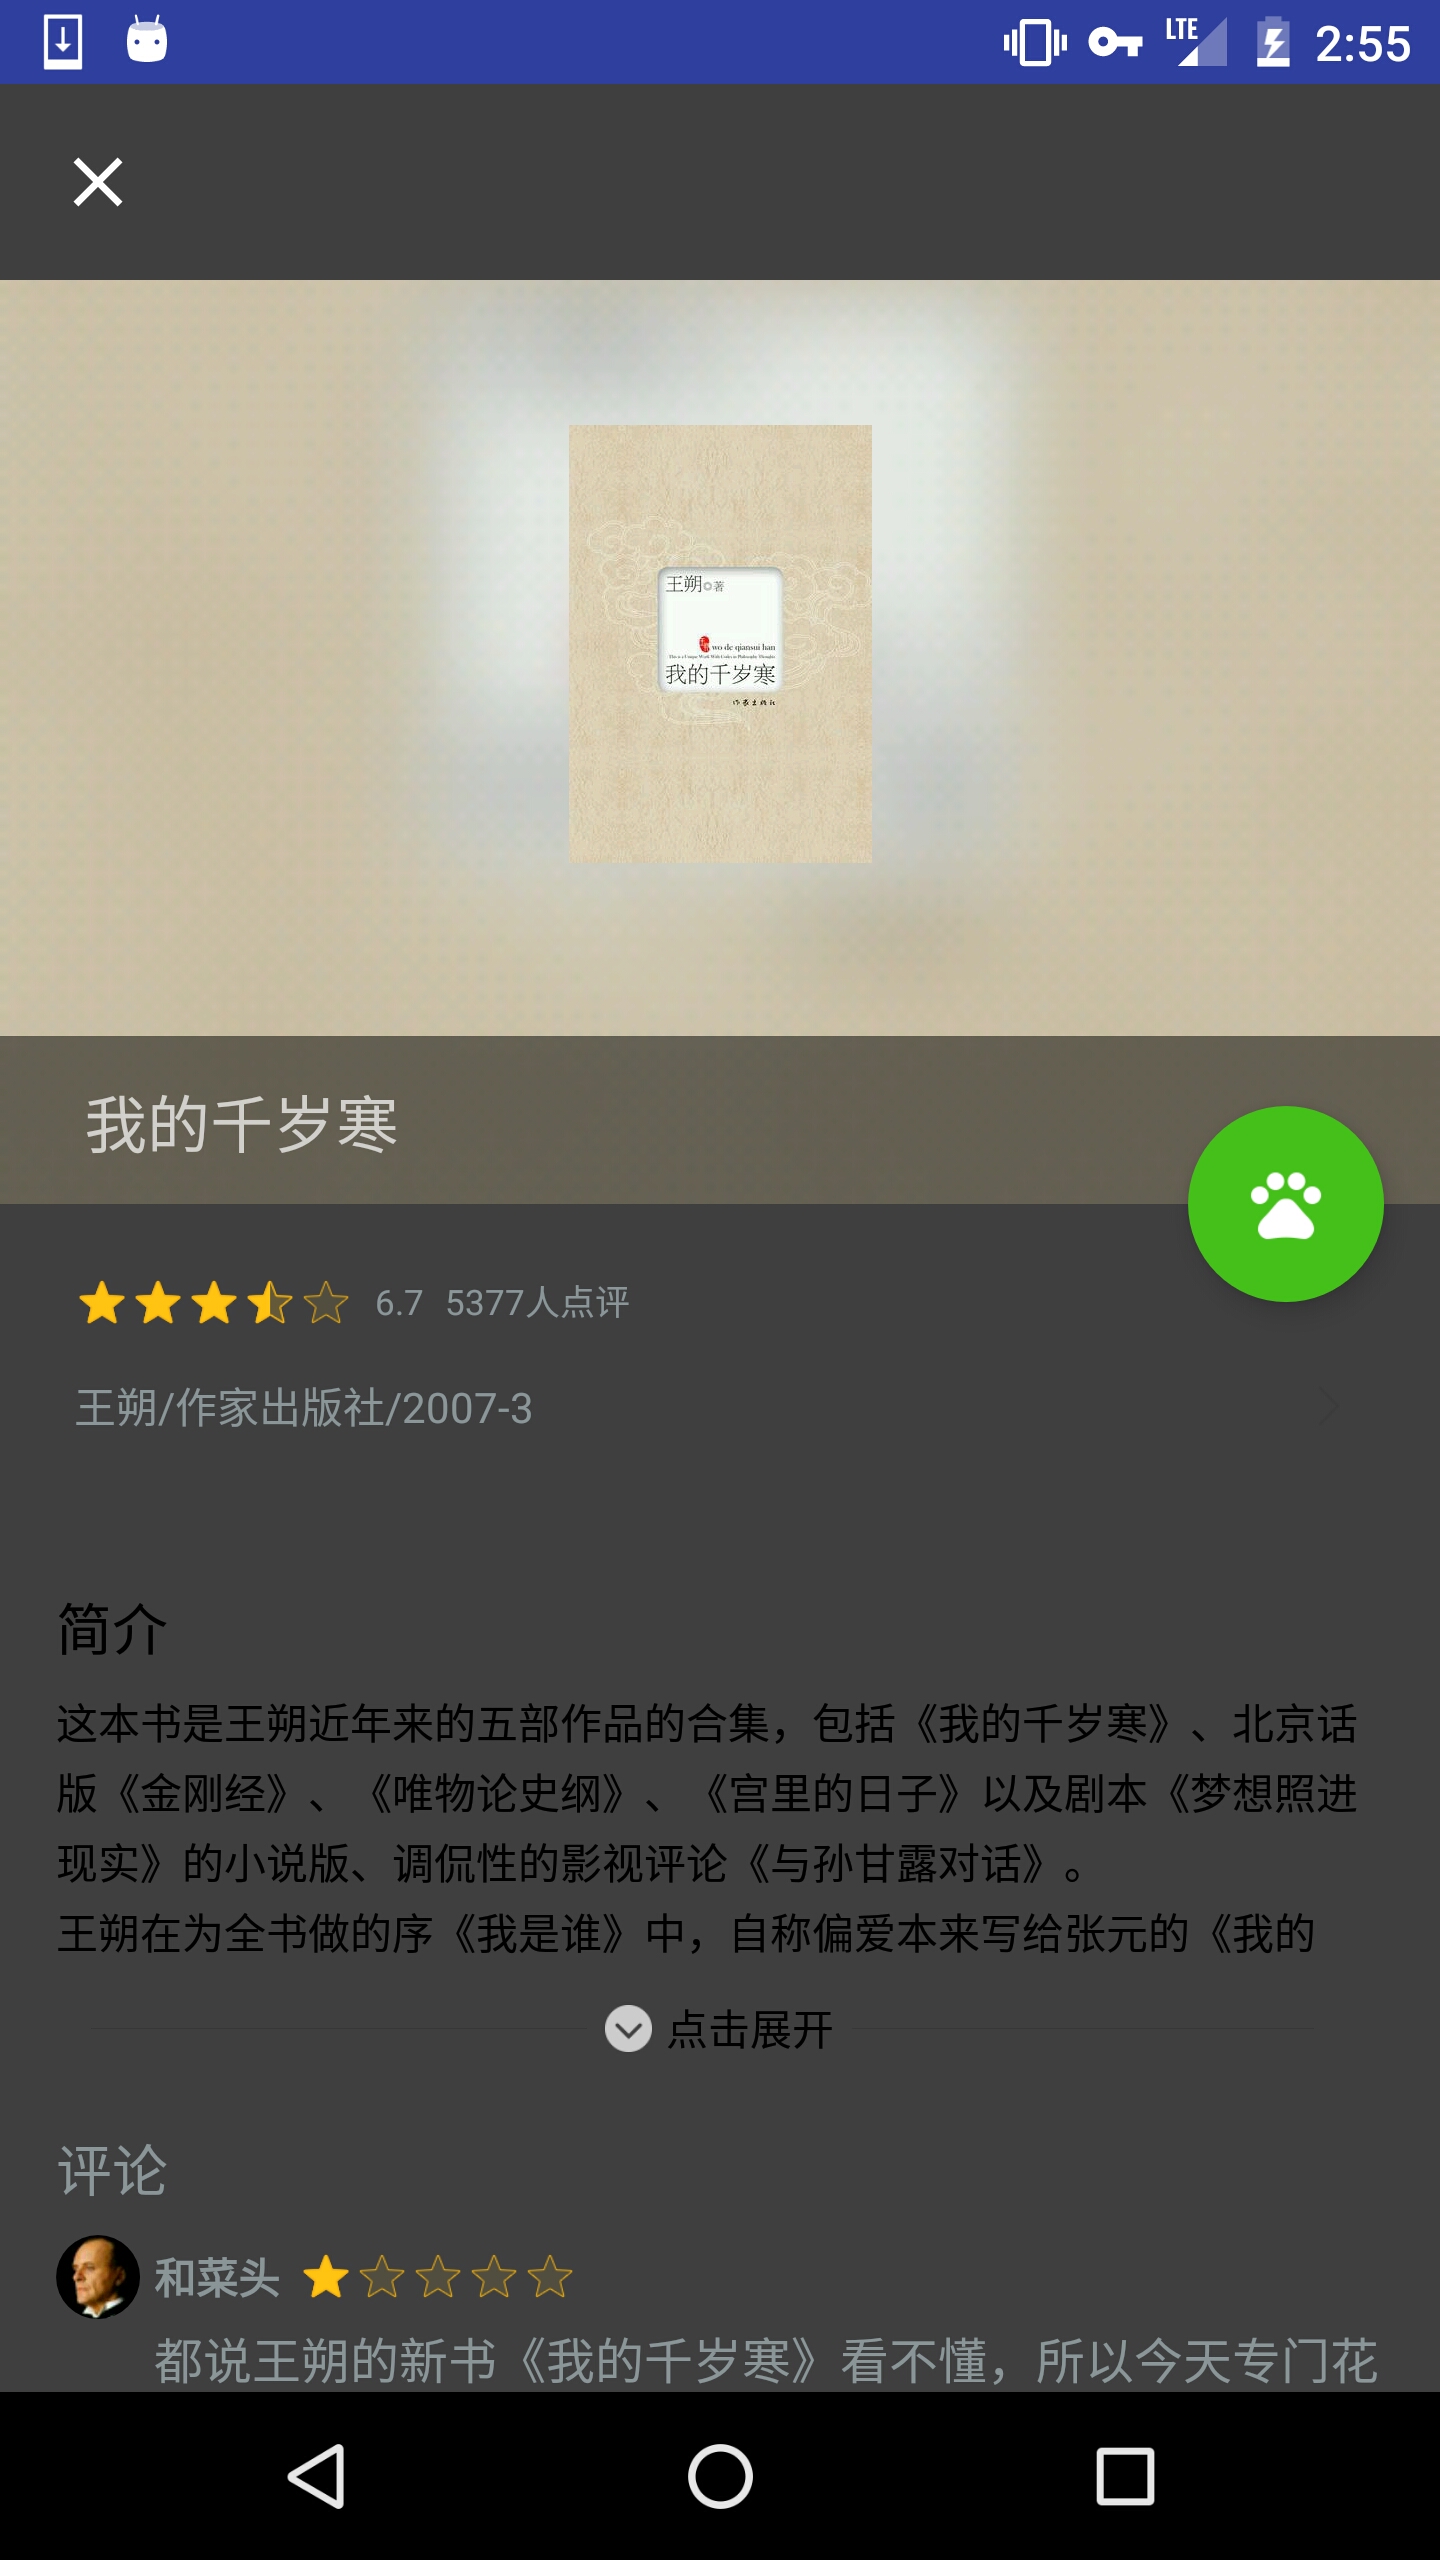 LTE 2:55
王朔◎著
wo de qiansui han
我的千岁寒
作家出版社
我的千岁寒
6.7 5377人点评
王朔/作家出版社/2007-3
简介
这本书是王朔近年来的五部作品的合集，包括《我的千岁寒》、北京话
版《金刚经》、《唯物论史纲》、《宫里的日子》以及剧本《梦想照进
现实》的小说版、调侃性的影视评论《与孙甘露对话》。
王朔在为全书做的序《我是谁》中，自称偏爱本来写给张元的《我的
点击展开
评论
和菜头
都说王朔的新书《我的千岁寒》看不懂，所以今天专门花